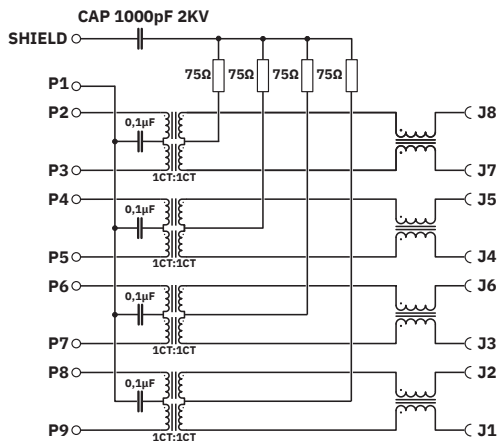 CAP 1000pF 2KV
SHIELD
75Ω 75Ω 75Ω 75Ω
P1
P2
J8
0,1µF
P3
J7
1CT:1CT
P4
J5
0,1µF
P5
J4
1CT:1CT
P6
J6
0,1µF
P7
J3
1CT:1CT
P8
J2
0,1µF
P9
J1
1CT:1CT